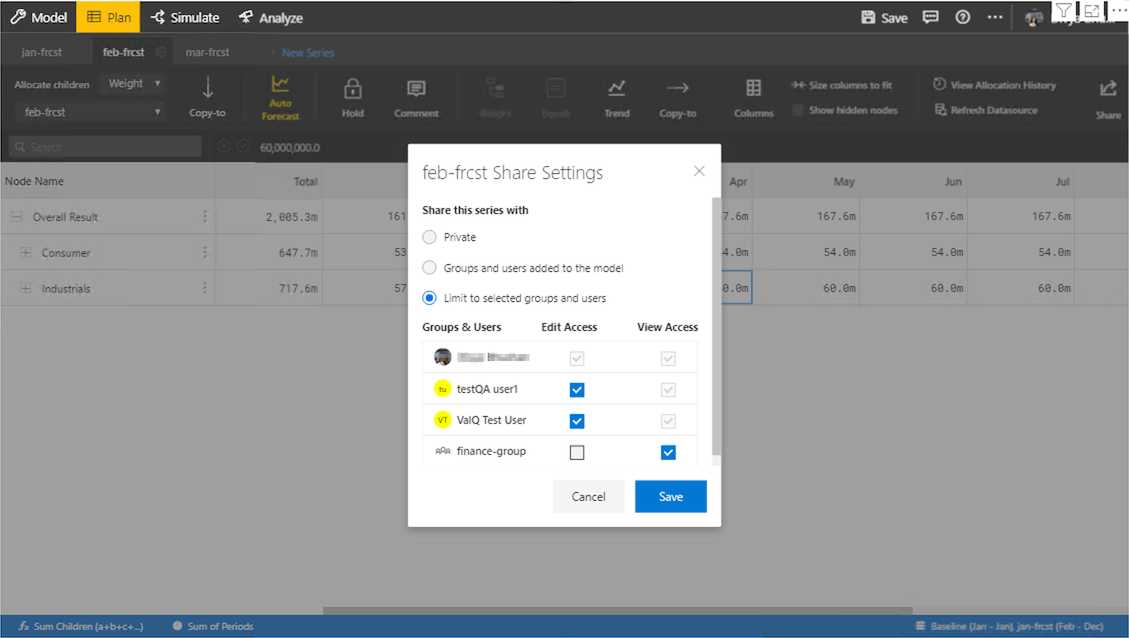 Model Plan Simulate Analyze Save
jan-frcst feb-frcst mar-frcst + New Series
Allocate children Weight
feb-frcst
Copy-to
Auto
Forecast
Hold
Comment
Weight
Equals
Trend
Copy-to
Columns
Size columns to fit
Show hidden nodes
View Allocation History
Refresh Datasource
Share
Search 60,000,000.0
Node Name Total Apr May Jun Jul
Overall Result 2,005.3m 161 7.6m 167.6m 167.6m 167.6m
Consumer 647.7m 53 4.0m 54.0m 54.0m 54.0m
Industrials 717.6m 57 0.0m 60.0m 60.0m 60.0m
feb-frcst Share Settings
Share this series with
Private
Groups and users added to the model
Limit to selected groups and users
Groups & Users Edit Access View Access
tu testQA user1
VT ValQ Test User
finance-group
Cancel Save
fx Sum Children (a+b+c+...) Sum of Periods Baseline (Jan - Jan), jan-frcst (Feb - Dec)